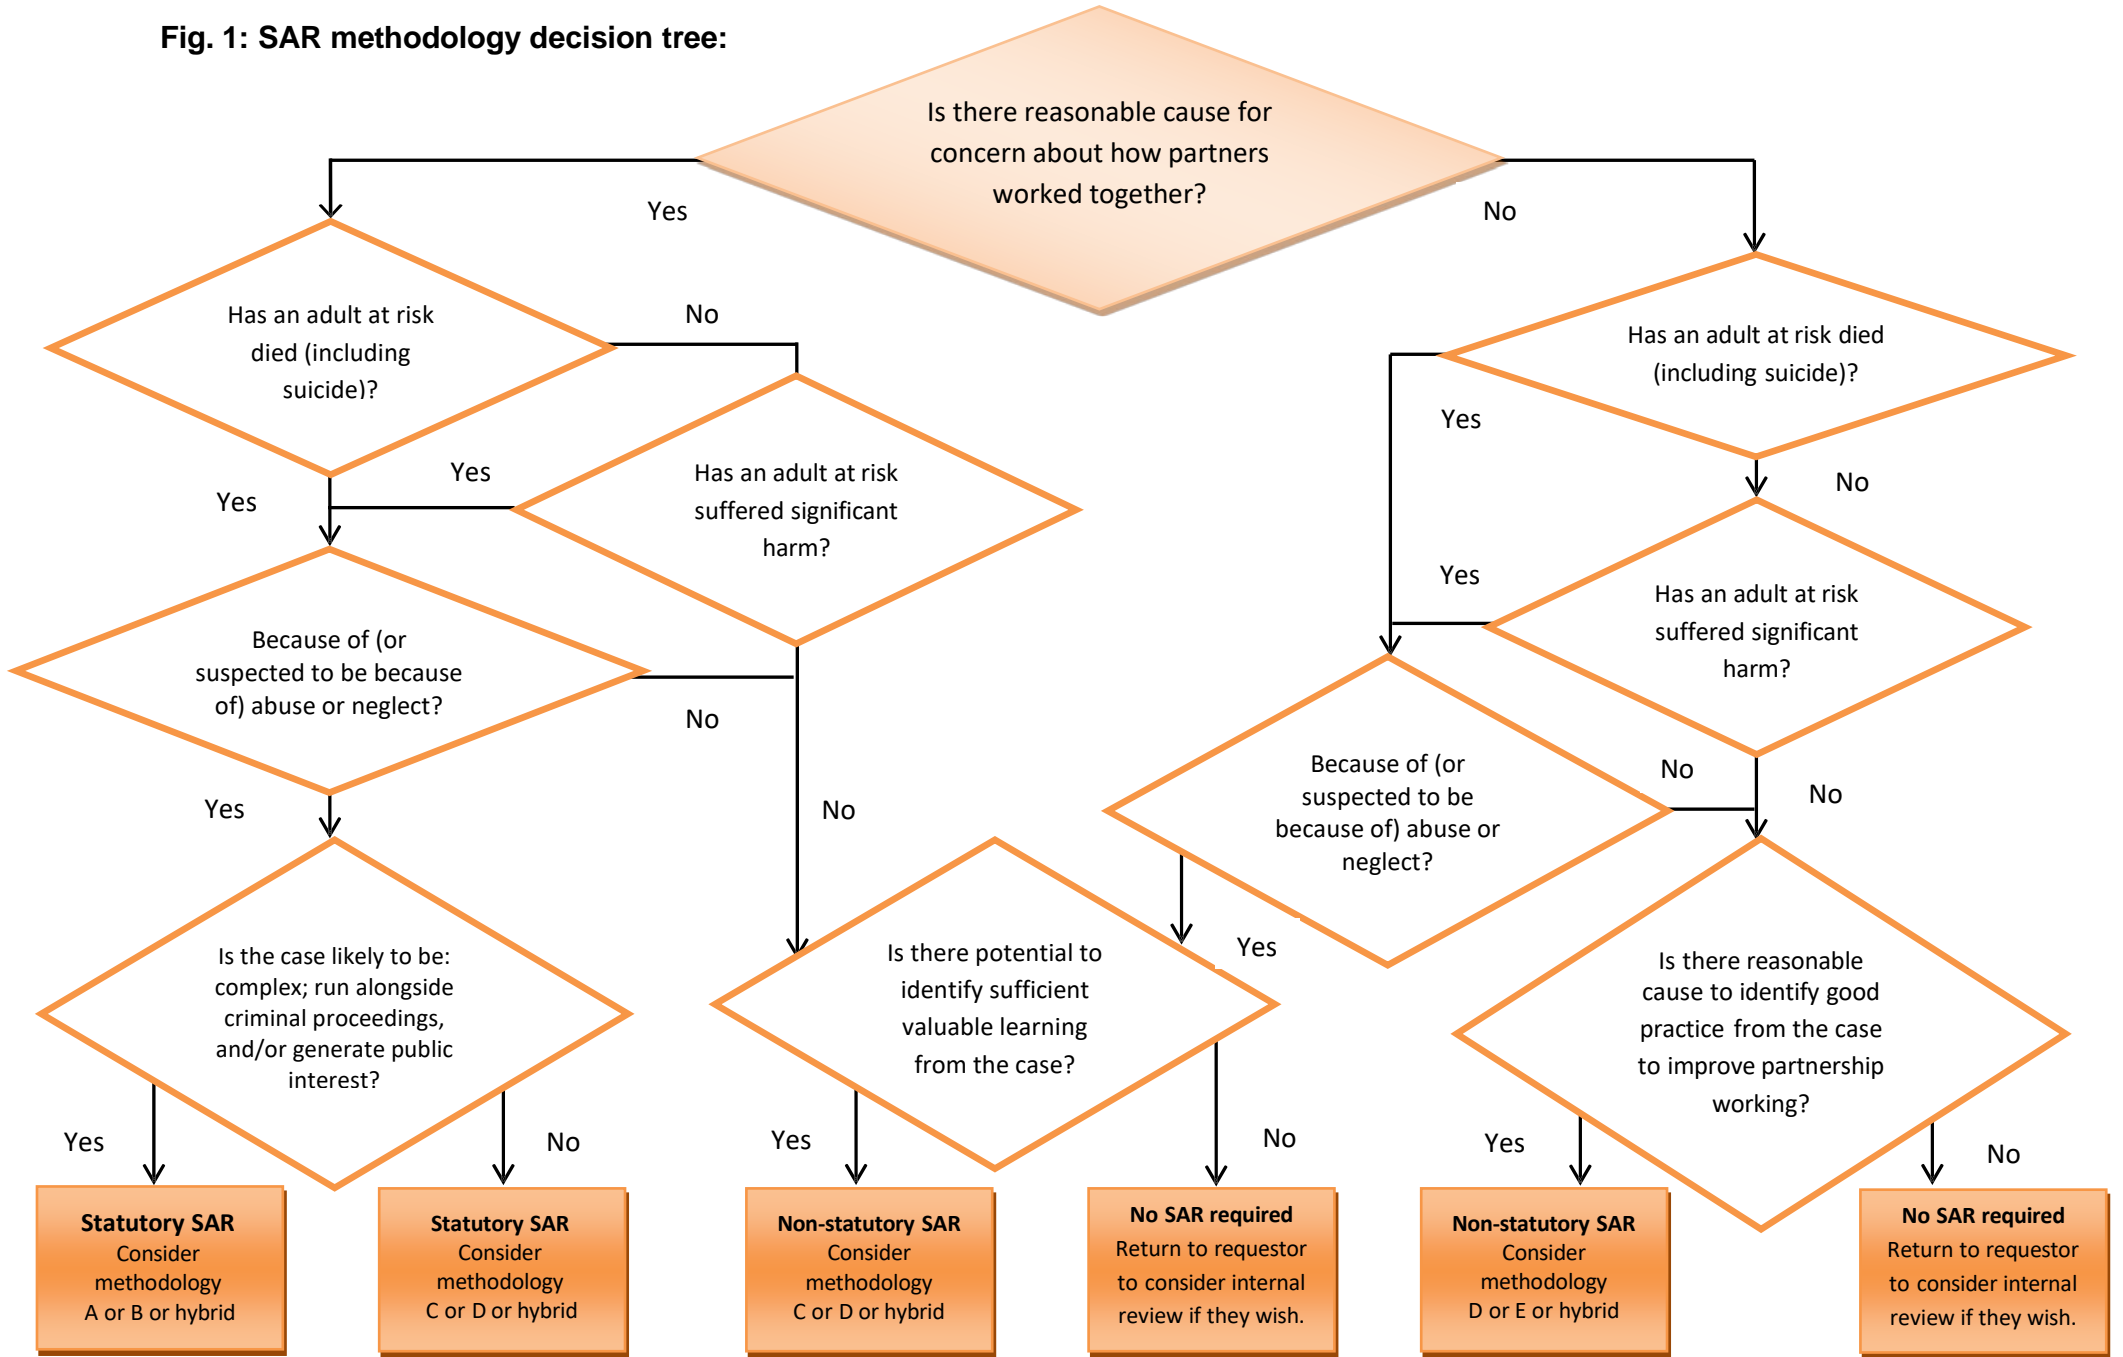 Fig. 1: SAR methodology decision tree:
Is there reasonable cause for
concern about how partners
worked together?
Yes
No
Has an adult at risk
died (including
suicide)?
No
Has an adult at risk died
(including suicide)?
Yes
No
Yes
Has an adult at risk
suffered significant
harm?
Yes
Yes
Has an adult at risk
suffered significant
harm?
Because of (or
suspected to be because
of) abuse or neglect?
No
Because of (or
suspected to be
because of) abuse or
neglect?
No
No
Yes
No
Yes
Is the case likely to be:
complex; run alongside
criminal proceedings,
and/or generate public
interest?
Is there potential to
identify sufficient
valuable learning
from the case?
Is there reasonable
cause to identify good
practice from the case
to improve partnership
working?
Yes
No
Yes
No
Yes
No
Statutory SAR
Consider
methodology
A or B or hybrid
Statutory SAR
Consider
methodology
C or D or hybrid
Non-statutory SAR
Consider
methodology
C or D or hybrid
No SAR required
Return to requestor
to consider internal
review if they wish.
Non-statutory SAR
Consider
methodology
D or E or hybrid
No SAR required
Return to requestor
to consider internal
review if they wish.